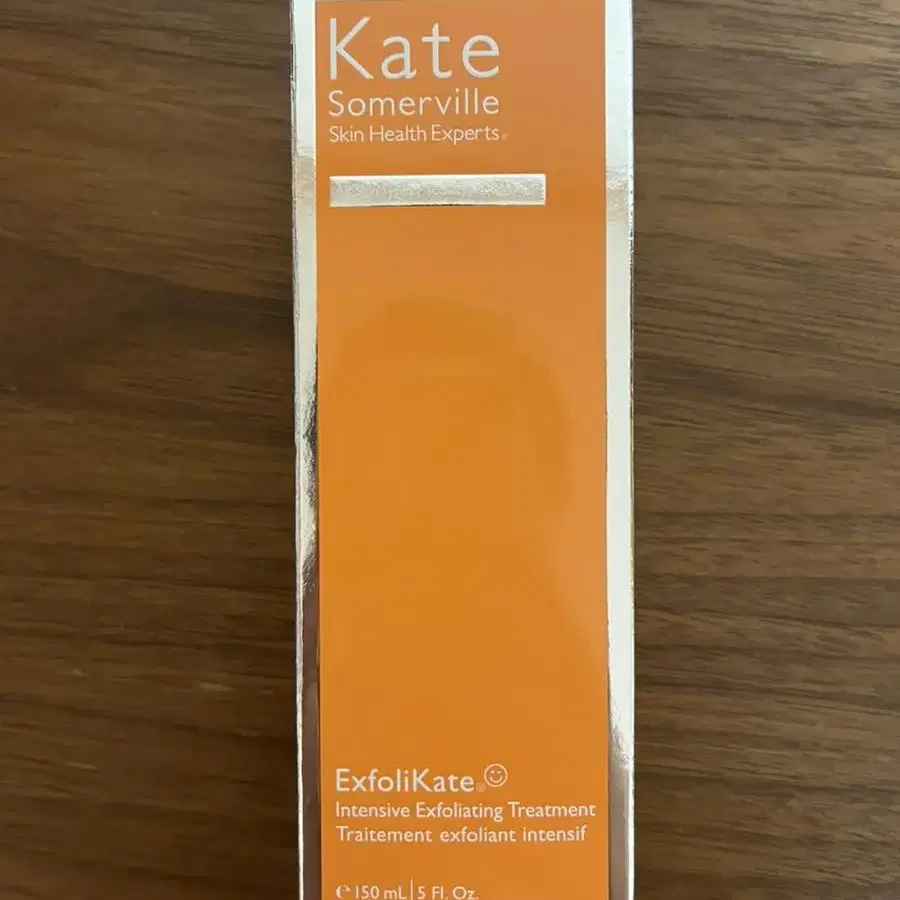 Kate
Somerville
Skin Health Experts®
ExfoliKate®
Intensive Exfoliating Treatment
Traitement exfoliant intensif
℮ 150 mL | 5 Fl. Oz.